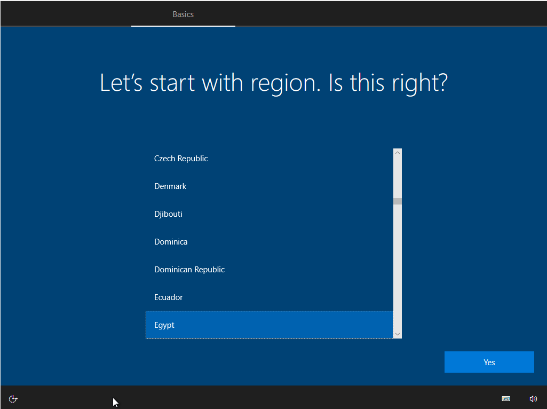 Basics
Let's start with region. Is this right?
Czech Republic
Denmark
Djibouti
Dominica
Dominican Republic
Ecuador
Egypt
Yes